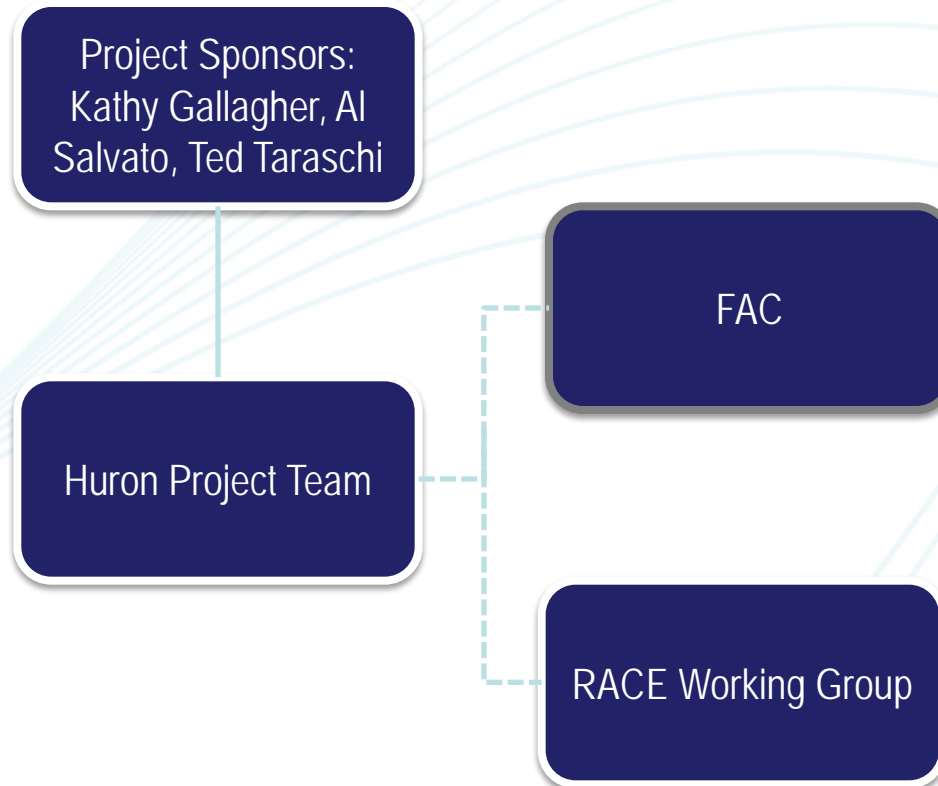 Project Sponsors:
Kathy Gallagher, Al
Salvato, Ted Taraschi
FAC
Huron Project Team
RACE Working Group